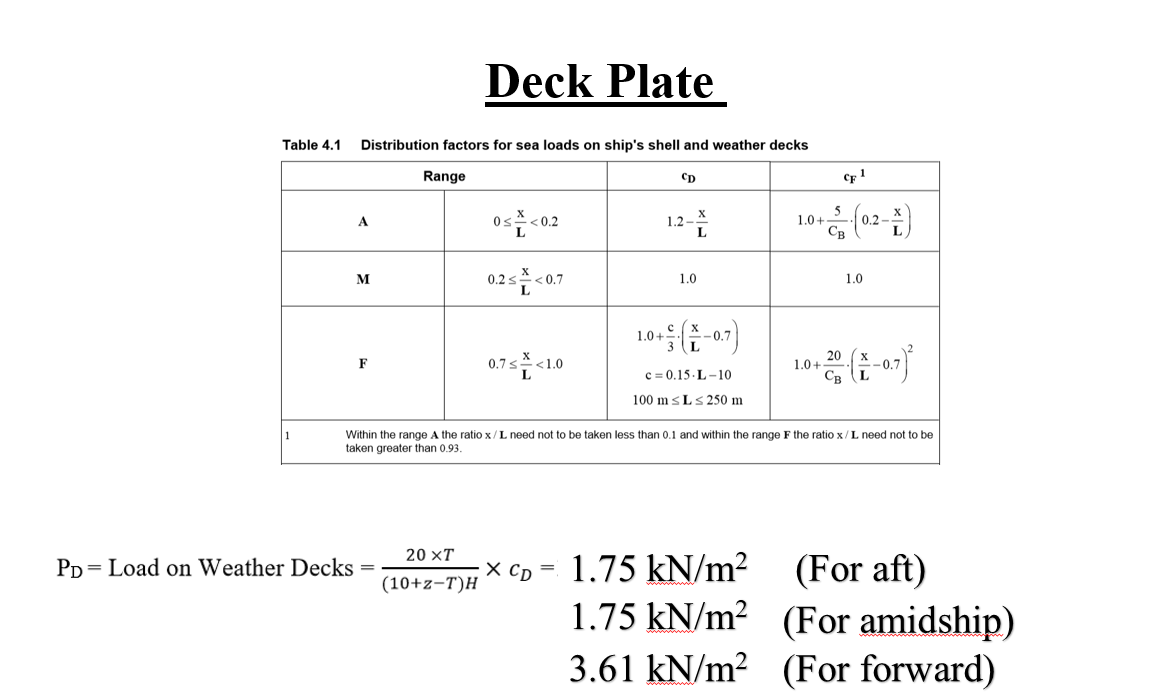 Deck Plate
Table 4.1 Distribution factors for sea loads on ship's shell and weather decks
Range cD cF 1
A 0 ≤ x/L < 0.2 1.2 − x/L 1.0 + 5/CB · (0.2 − x/L)
M 0.2 ≤ x/L < 0.7 1.0 1.0
F 0.7 ≤ x/L < 1.0 1.0 + c/3 · (x/L − 0.7) 1.0 + 20/CB · (x/L − 0.7)²
c = 0.15 · L − 10
100 m ≤ L ≤ 250 m
1 Within the range A the ratio x / L need not to be taken less than 0.1 and within the range F the ratio x / L need not to be
taken greater than 0.93.
PD = Load on Weather Decks = 20 ×T/(10+z−T)H × cD = 1.75 kN/m² (For aft)
1.75 kN/m² (For amidship)
3.61 kN/m² (For forward)